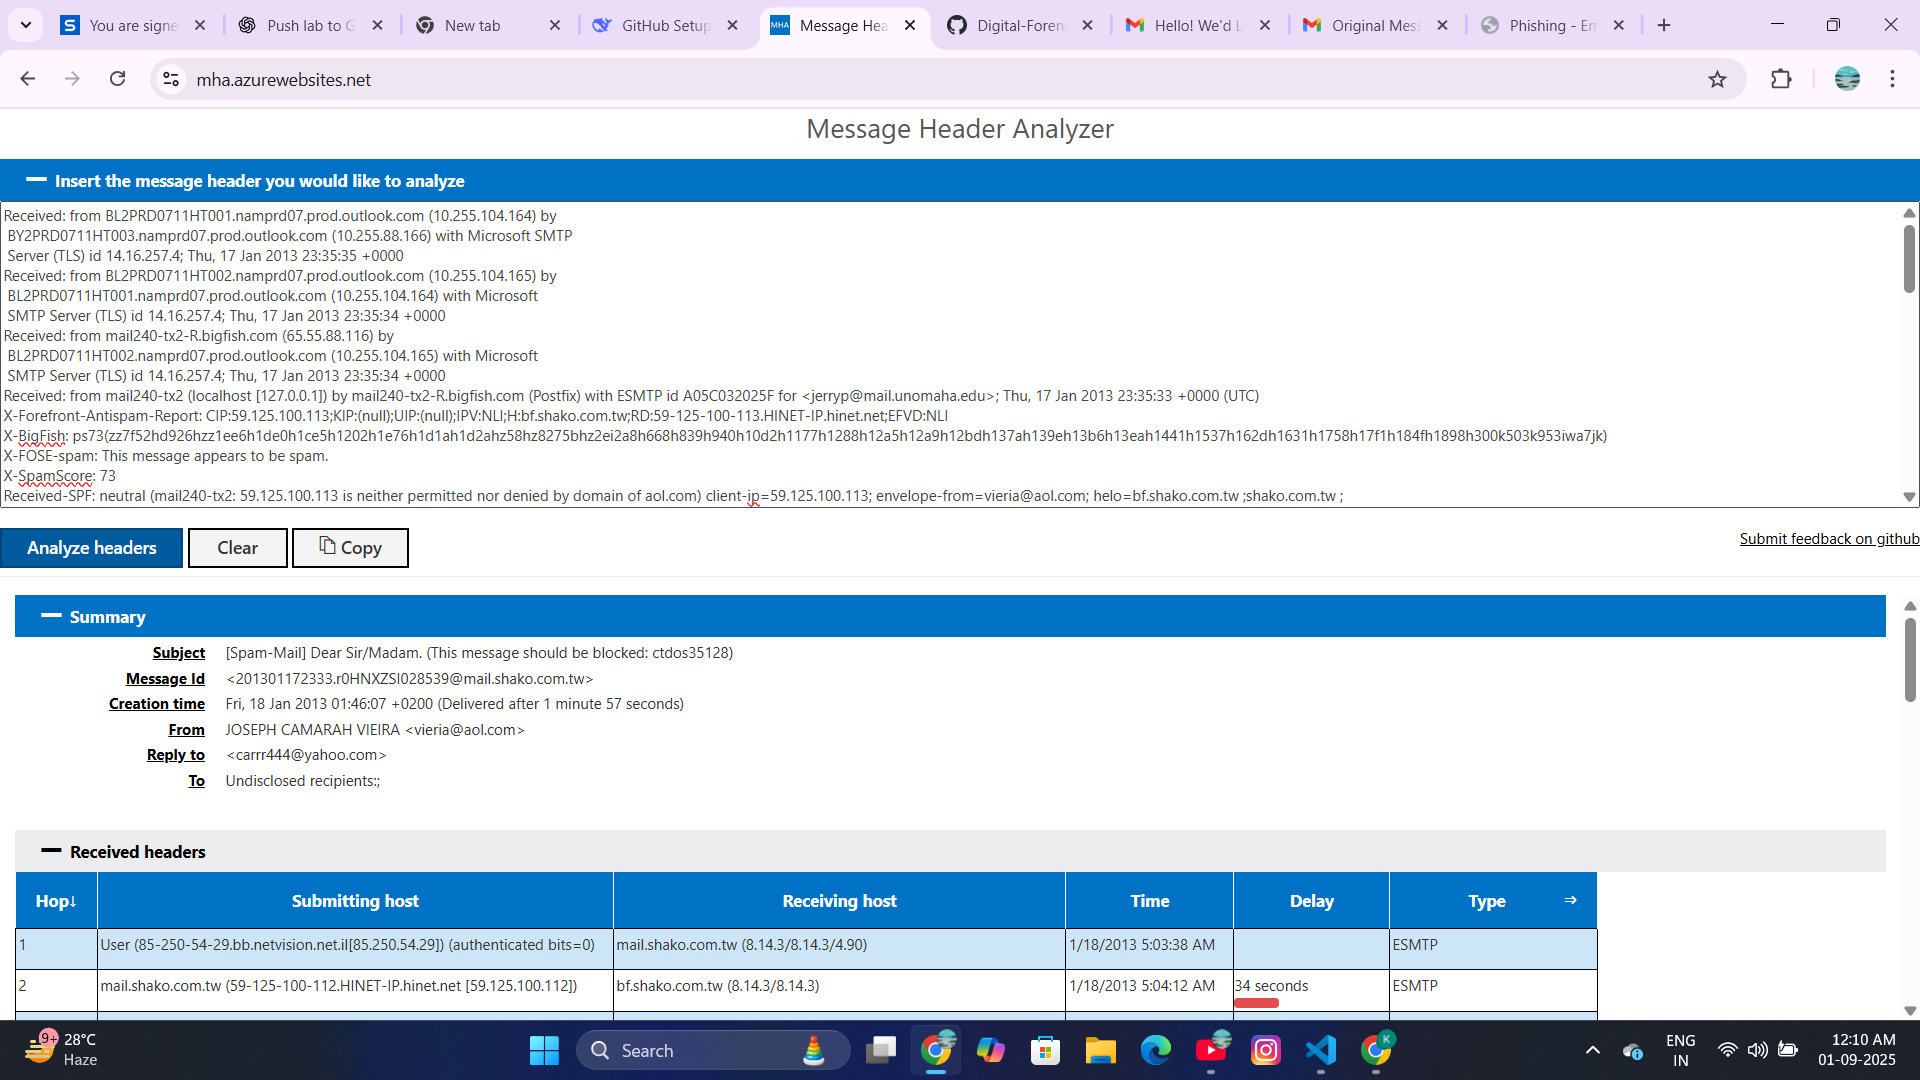 You are signe
Push lab to G
New tab
GitHub Setup
MHA
Message Hea
Digital-Foren
Hello! We'd L
Original Mess
Phishing - Em
mha.azurewebsites.net
Message Header Analyzer
Insert the message header you would like to analyze
Received: from BL2PRD0711HT001.namprd07.prod.outlook.com (10.255.104.164) by
BY2PRD0711HT003.namprd07.prod.outlook.com (10.255.88.166) with Microsoft SMTP
Server (TLS) id 14.16.257.4; Thu, 17 Jan 2013 23:35:35 +0000
Received: from BL2PRD0711HT002.namprd07.prod.outlook.com (10.255.104.165) by
BL2PRD0711HT001.namprd07.prod.outlook.com (10.255.104.164) with Microsoft
SMTP Server (TLS) id 14.16.257.4; Thu, 17 Jan 2013 23:35:34 +0000
Received: from mail240-tx2-R.bigfish.com (65.55.88.116) by
BL2PRD0711HT002.namprd07.prod.outlook.com (10.255.104.165) with Microsoft
SMTP Server (TLS) id 14.16.257.4; Thu, 17 Jan 2013 23:35:34 +0000
Received: from mail240-tx2 (localhost [127.0.0.1]) by mail240-tx2-R.bigfish.com (Postfix) with ESMTP id A05C032025F for <jerryp@mail.unomaha.edu>; Thu, 17 Jan 2013 23:35:33 +0000 (UTC)
X-Forefront-Antispam-Report: CIP:59.125.100.113;KIP:(null);UIP:(null);IPV:NLI;H:bf.shako.com.tw;RD:59-125-100-113.HINET-IP.hinet.net;EFVD:NLI
X-BigFish: ps73(zz7f52hd926hzz1ee6h1de0h1ce5h1202h1e76h1d1ah1d2ahz58hz8275bhz2ei2a8h668h839h940h10d2h1177h1288h12a5h12a9h12bdh137ah139eh13b6h13eah1441h1537h162dh1631h1758h17f1h184fh1898h300k503k953iwa7jk)
X-FOSE-spam: This message appears to be spam.
X-SpamScore: 73
Received-SPF: neutral (mail240-tx2: 59.125.100.113 is neither permitted nor denied by domain of aol.com) client-ip=59.125.100.113; envelope-from=vieria@aol.com; helo=bf.shako.com.tw ;shako.com.tw ;
Analyze headers
Clear
Copy
Submit feedback on github
Summary
Subject [Spam-Mail] Dear Sir/Madam. (This message should be blocked: ctdos35128)
Message Id <201301172333.r0HNXZSI028539@mail.shako.com.tw>
Creation time Fri, 18 Jan 2013 01:46:07 +0200 (Delivered after 1 minute 57 seconds)
From JOSEPH CAMARAH VIEIRA <vieria@aol.com>
Reply to <carrr444@yahoo.com>
To Undisclosed recipients:;
Received headers
Hop↓ Submitting host Receiving host Time Delay Type ⇒
1 User (85-250-54-29.bb.netvision.net.il[85.250.54.29]) (authenticated bits=0) mail.shako.com.tw (8.14.3/8.14.3/4.90) 1/18/2013 5:03:38 AM ESMTP
2 mail.shako.com.tw (59-125-100-112.HINET-IP.hinet.net [59.125.100.112]) bf.shako.com.tw (8.14.3/8.14.3) 1/18/2013 5:04:12 AM 34 seconds ESMTP
9+
28°C
Haze
Search
K
ENG
IN
12:10 AM
01-09-2025